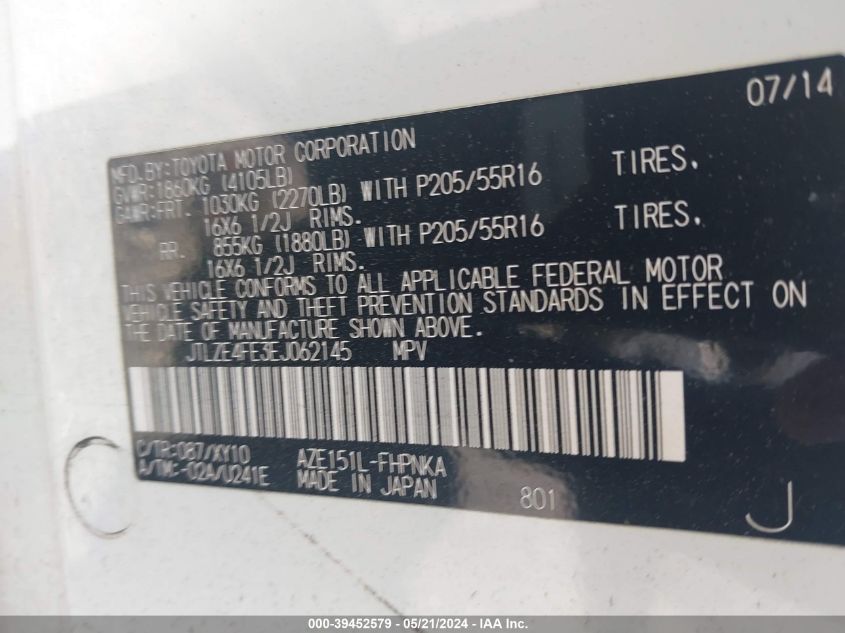 07/14
MFD.BY:TOYOTA MOTOR CORPORATION
GVWR:1860KG (4105LB)
GAWR:FRT. 1030KG (2270LB) WITH P205/55R16 TIRES.
16X6 1/2J RIMS.
RR. 855KG (1880LB) WITH P205/55R16 TIRES.
16X6 1/2J RIMS.
THIS VEHICLE CONFORMS TO ALL APPLICABLE FEDERAL MOTOR
VEHICLE SAFETY AND THEFT PREVENTION STANDARDS IN EFFECT ON
THE DATE OF MANUFACTURE SHOWN ABOVE.
JTLZE4FE3EJ062145 MPV
C/TR:087/XY10 AZE151L-FHPNKA
A/TM:-02A/U241E MADE IN JAPAN 801
J
000-39452579 - 05/21/2024 - IAA Inc.